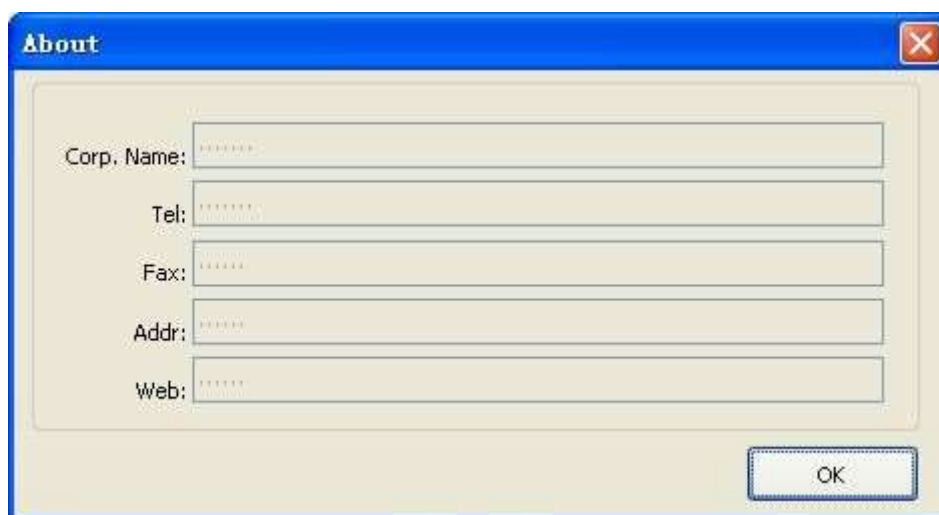 About
Corp. Name: .......
Tel: .......
Fax: ......
Addr: ......
Web: ......
OK